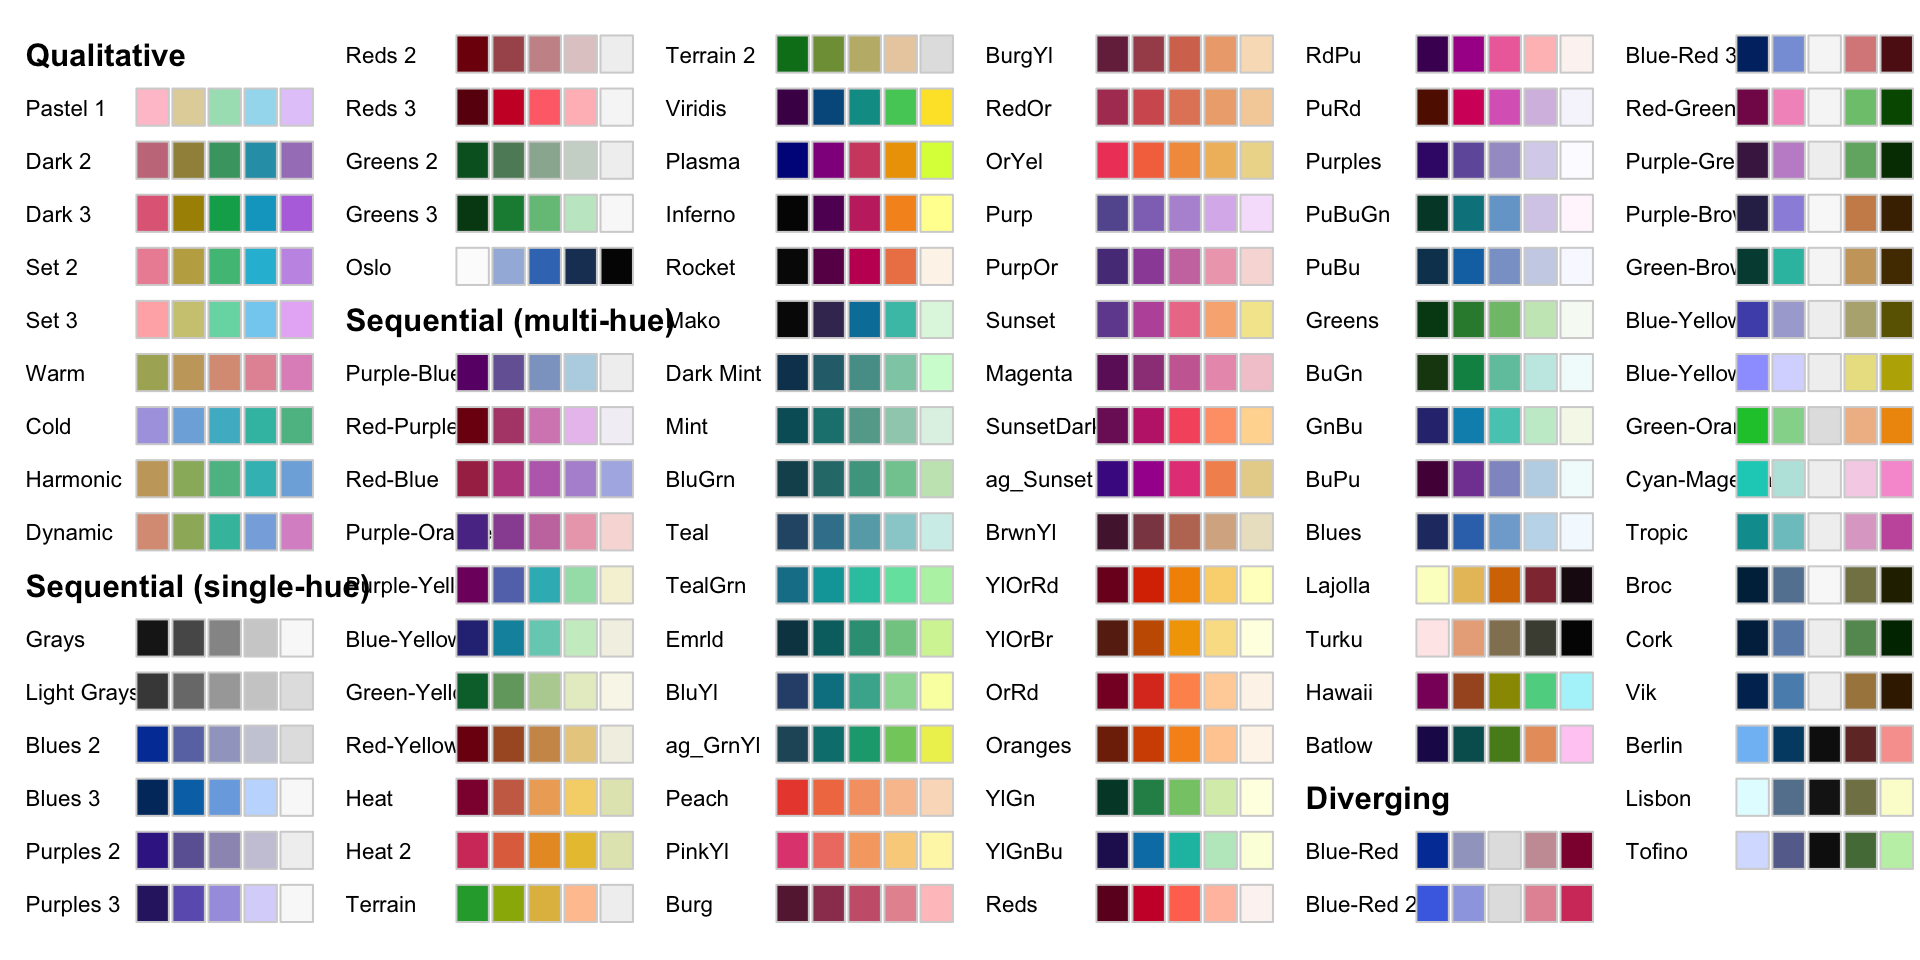 Qualitative
Pastel 1
Dark 2
Dark 3
Set 2
Set 3
Warm
Cold
Harmonic
Dynamic
Sequential (single-hue)
Grays
Light Grays
Blues 2
Blues 3
Purples 2
Purples 3
Reds 2
Reds 3
Greens 2
Greens 3
Oslo
Sequential (multi-hue)
Purple-Blue
Red-Purple
Red-Blue
Purple-Ora
Purple-Yell
Blue-Yellow
Green-Yello
Red-Yellow
Heat
Heat 2
Terrain
Terrain 2
Viridis
Plasma
Inferno
Rocket
Mako
Dark Mint
Mint
BluGrn
Teal
TealGrn
Emrld
BluYl
ag_GrnYl
Peach
PinkYl
Burg
BurgYl
RedOr
OrYel
Purp
PurpOr
Sunset
Magenta
SunsetDark
ag_Sunset
BrwnYl
YlOrRd
YlOrBr
OrRd
Oranges
YlGn
YlGnBu
Reds
RdPu
PuRd
Purples
PuBuGn
PuBu
Greens
BuGn
GnBu
BuPu
Blues
Lajolla
Turku
Hawaii
Batlow
Diverging
Blue-Red
Blue-Red 2
Blue-Red 3
Red-Green
Purple-Gre
Purple-Brow
Green-Brow
Blue-Yellow
Blue-Yellow
Green-Oran
Cyan-Mage
Tropic
Broc
Cork
Vik
Berlin
Lisbon
Tofino